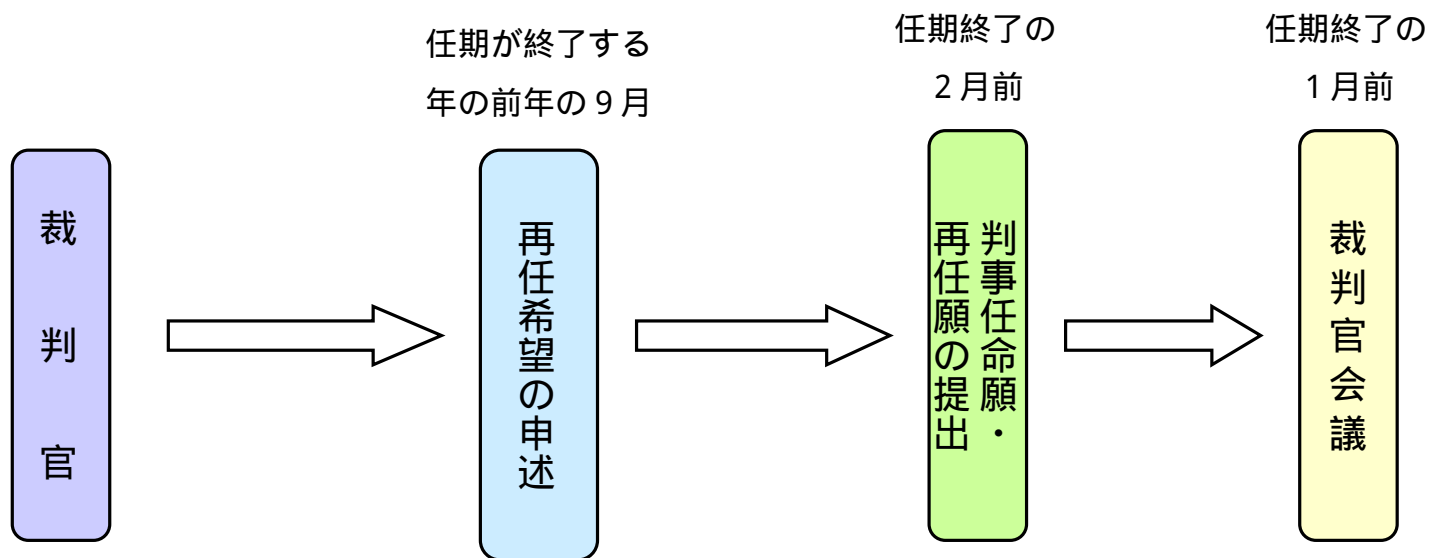 裁判官
任期が終了する
年の前年の9月
再任希望の申述
任期終了の
2月前
判事任命願・
再任願の提出
任期終了の
1月前
裁判官会議